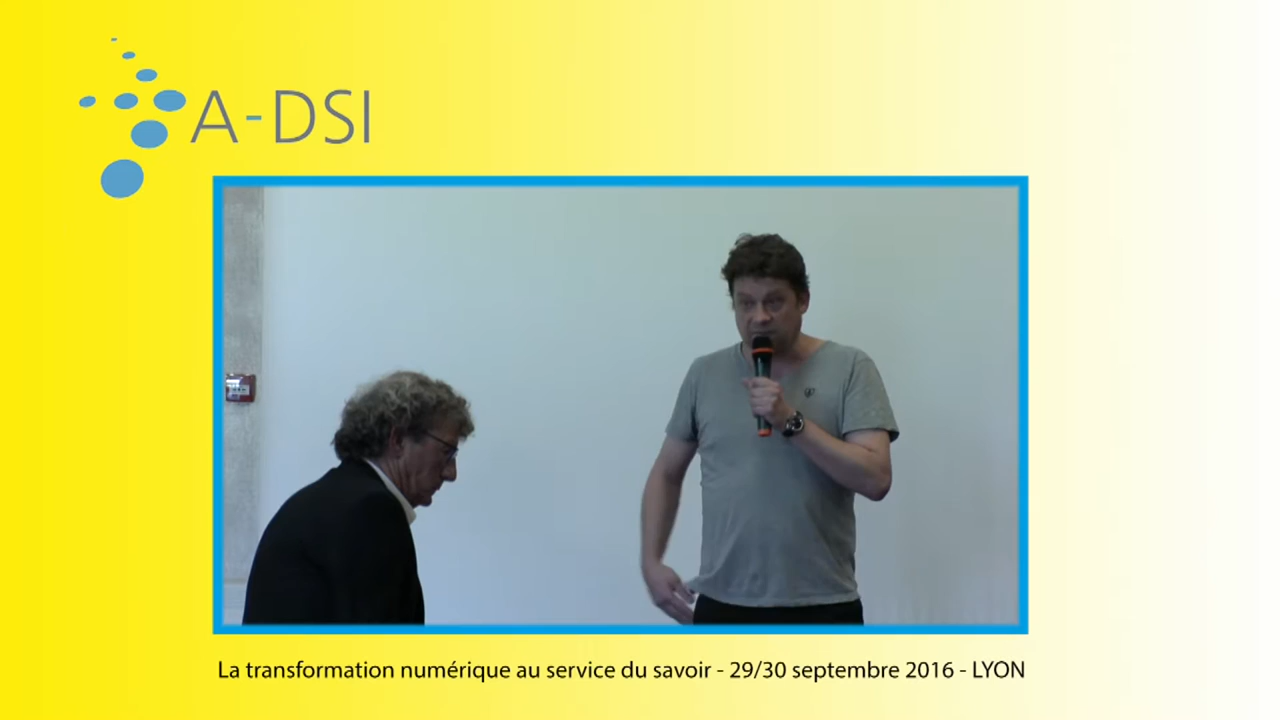 A-DSI
La transformation numérique au service du savoir - 29/30 septembre 2016 - LYON